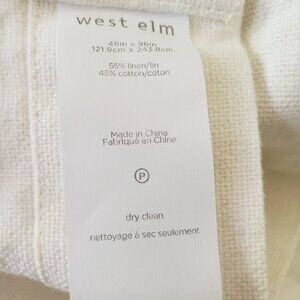 west elm
48in x 96in
121.9cm x 243.8cm
55% linen/lin
45% cotton/coton
Made in China
Fabriqué en Chine
P
dry clean
nettoyage à sec seulement